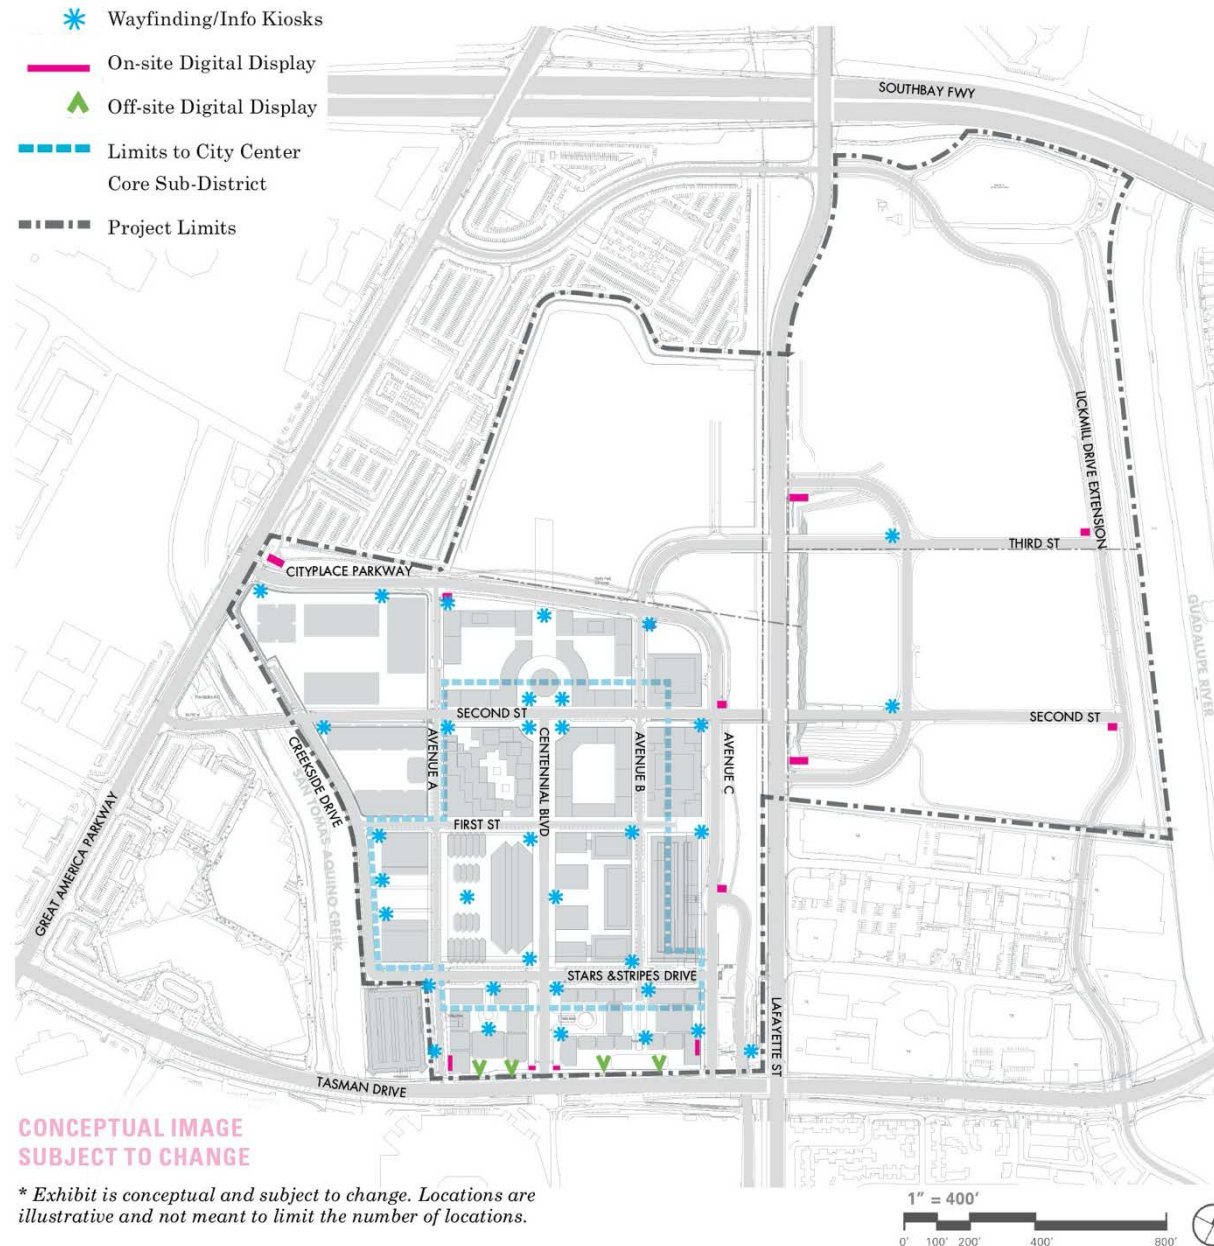 Wayfinding/Info Kiosks
On-site Digital Display
Off-site Digital Display
Limits to City Center
Core Sub-District
Project Limits
SOUTHBAY FWY
LICKMILL DRIVE EXTENSION
THIRD ST
CITYPLACE PARKWAY
GUADALUPE RIVER
SECOND ST
SECOND ST
AVENUE A
CENTENNIAL BLVD
AVENUE B
AVENUE C
CREEKSIDE DRIVE
SAN TOMAS AQUINO CREEK
GREAT AMERICA PARKWAY
FIRST ST
STARS &STRIPES DRIVE
LAFAYETTE ST
TASMAN DRIVE
CONCEPTUAL IMAGE
SUBJECT TO CHANGE
* Exhibit is conceptual and subject to change. Locations are
illustrative and not meant to limit the number of locations.
1" = 400'
0' 100' 200' 400' 800'